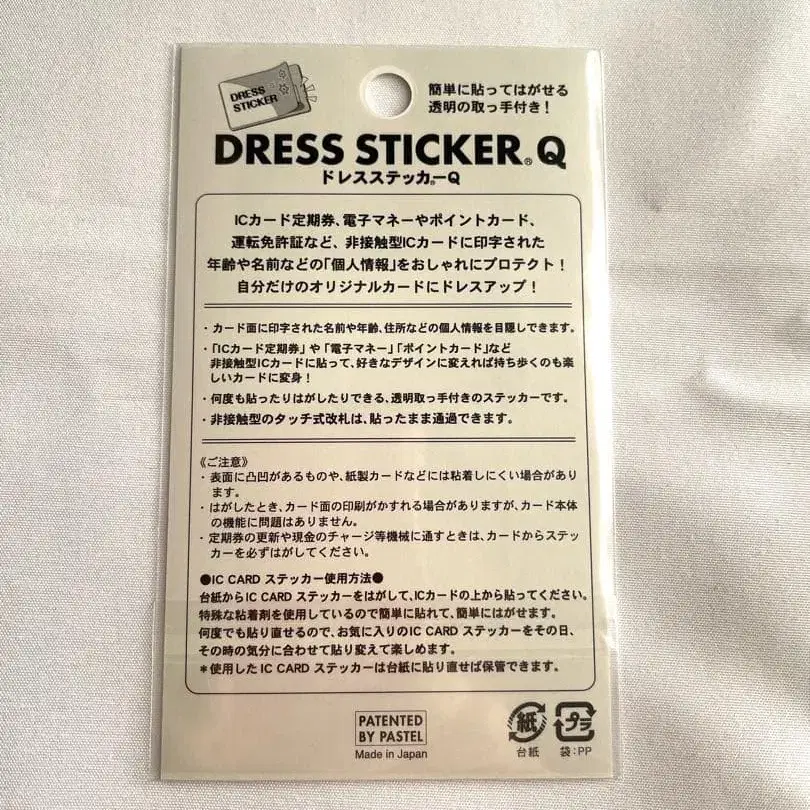 DRESS
STICKER
簡単に貼ってはがせる
透明の取っ手付き！
DRESS STICKER® Q
ドレスステッカー®Q
ICカード定期券、電子マネーやポイントカード、
運転免許証など、非接触型ICカードに印字された
年齢や名前などの「個人情報」をおしゃれにプロテクト！
自分だけのオリジナルカードにドレスアップ！
・カード面に印字された名前や年齢、住所などの個人情報を目隠しできます。
・「ICカード定期券」や「電子マネー」「ポイントカード」など
非接触型ICカードに貼って、好きなデザインに変えれば持ち歩くのも楽
しいカードに変身！
・何度も貼ったりはがしたりできる、透明取っ手付きのステッカーです。
・非接触型のタッチ式改札は、貼ったまま通過できます。
《ご注意》
・表面に凸凹があるものや、紙製カードなどには粘着しにくい場合があり
ます。
・はがしたとき、カード面の印刷がかすれる場合がありますが、カード本体
の機能に問題はありません。
・定期券の更新や現金のチャージ等機械に通すときは、カードからステッ
カーを必ずはがしてください。
●IC CARD ステッカー使用方法●
台紙からIC CARD ステッカーをはがして、ICカードの上から貼ってください。
特殊な粘着剤を使用しているので簡単に貼れて、簡単にはがせます。
何度でも貼り直せるので、お気に入りのIC CARD ステッカーをその日、
その時の気分に合わせて貼り変えて楽しめます。
＊使用したIC CARD ステッカーは台紙に貼り直せば保管できます。
PATENTED
BY PASTEL
Made in Japan
紙
台紙
プラ
袋:PP